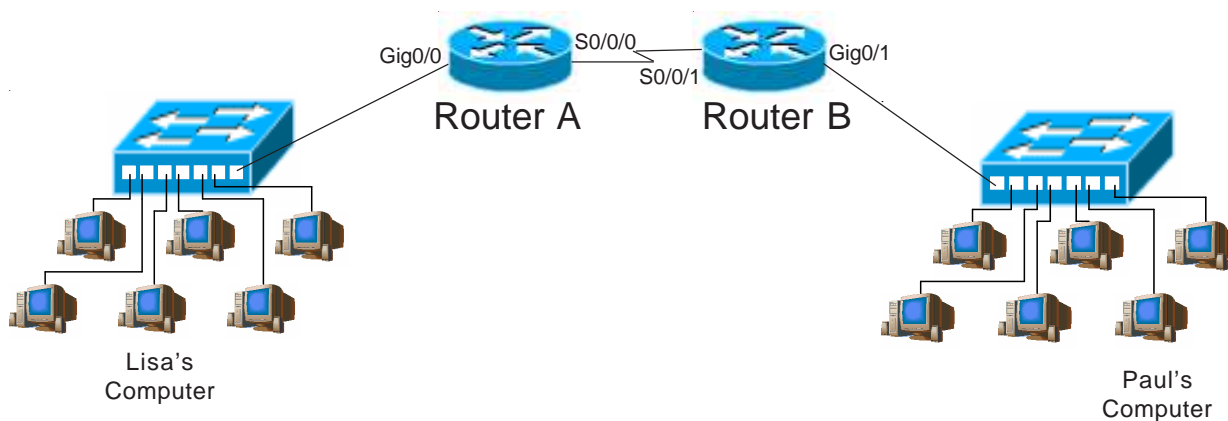 Gig0/0
S0/0/0
S0/0/1
Gig0/1
Router A
Router B
Lisa's
Computer
Paul's
Computer